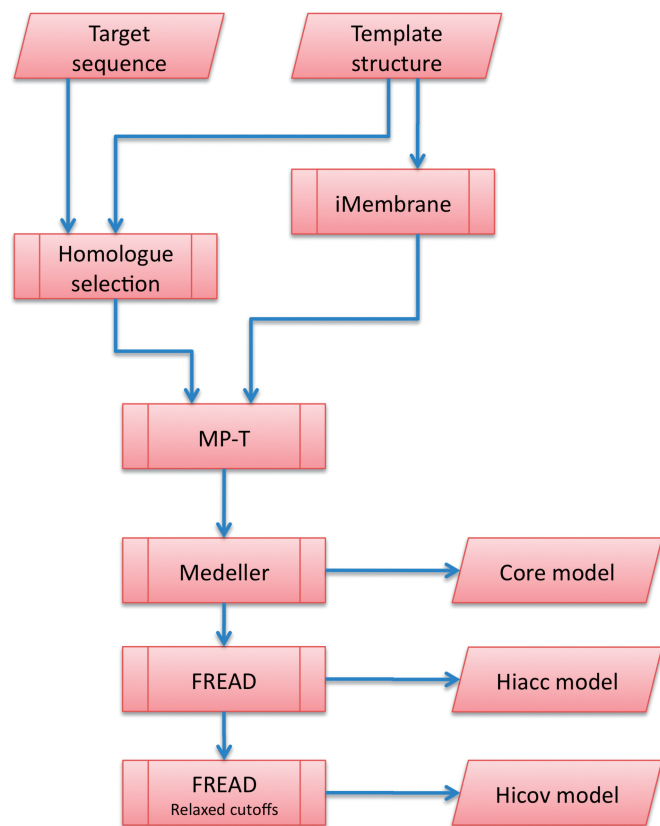 Target
sequence
Template
structure
iMembrane
Homologue
selection
MP-T
Medeller
Core model
FREAD
Hiacc model
FREAD
Relaxed cutoffs
Hicov model